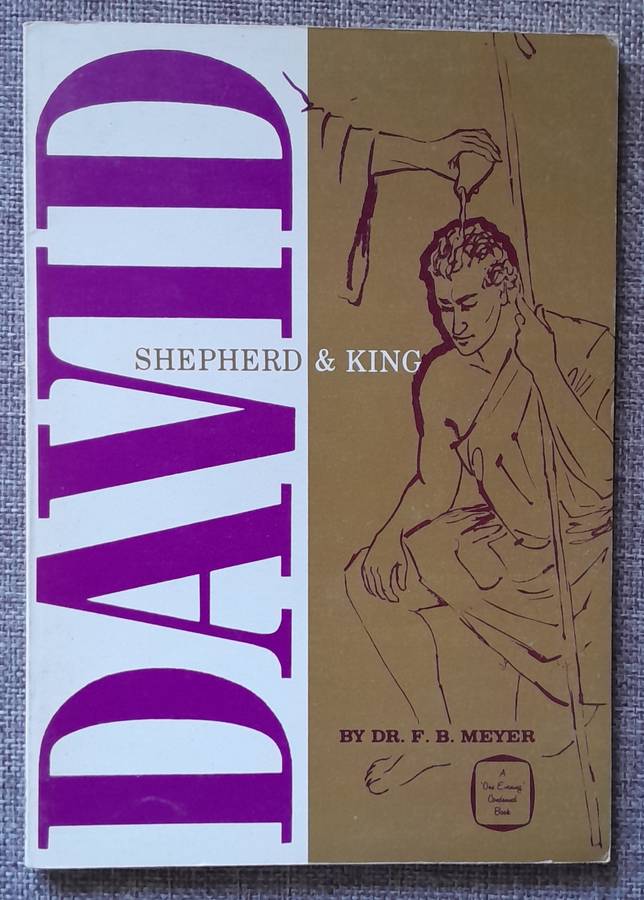 DAVID
SHEPHERD & KING
BY DR. F. B. MEYER
A
"One Evening"
Condensed
Book